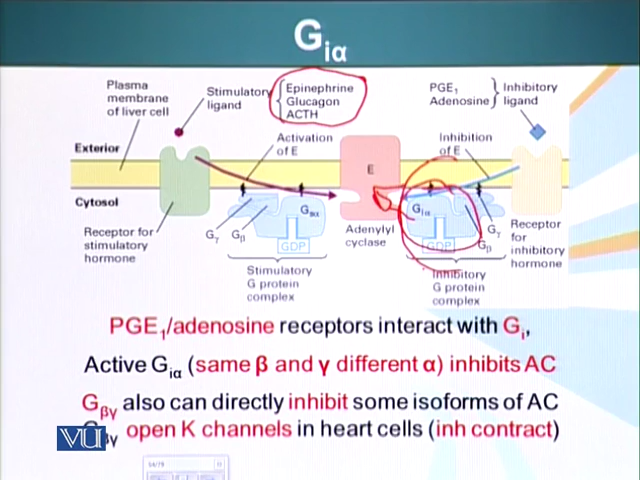 Giα
Plasma
membrane
of liver cell
Stimulatory
ligand
Epinephrine
Glucagon
ACTH
PGE1
Adenosine
Inhibitory
ligand
Activation
of E
Inhibition
of E
Exterior
Cytosol
E
Gsα
Giα
Gγ
Gβ
GDP
Adenylyl
cyclase
GDP
Gγ
Gβ
Receptor for
stimulatory
hormone
Receptor
for
inhibitory
hormone
Stimulatory
G protein
complex
Inhibitory
G protein
complex
PGE1/adenosine receptors interact with Gi,
Active Giα (same β and γ different α) inhibits AC
Gβγ also can directly inhibit some isoforms of AC
Gβγ open K channels in heart cells (inh contract)
VU
54/79